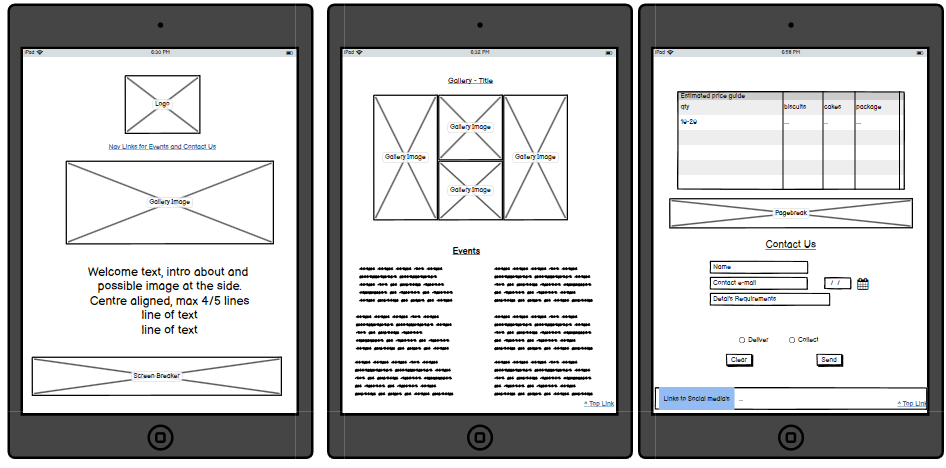 iPad
6:30 PM
Logo
Nav Links for Events and Contact Us
Gallery Image
Welcome text, intro about and
possible image at the side.
Centre aligned, max 4/5 lines
line of text
line of text
Screen Breaker
iPad
6:32 PM
Gallery - Title
Gallery Image
Gallery Image
Gallery Image
Gallery Image
Events
^ Top Link
iPad
6:58 PM
Estimated price guide
qty biscuits cakes package
10-20 ... ... ...
Pagebreak
Contact Us
Name
Contact e-mail / /
Details Requirements
Deliver Collect
Clear Send
Links to Social media's ...
^ Top Link